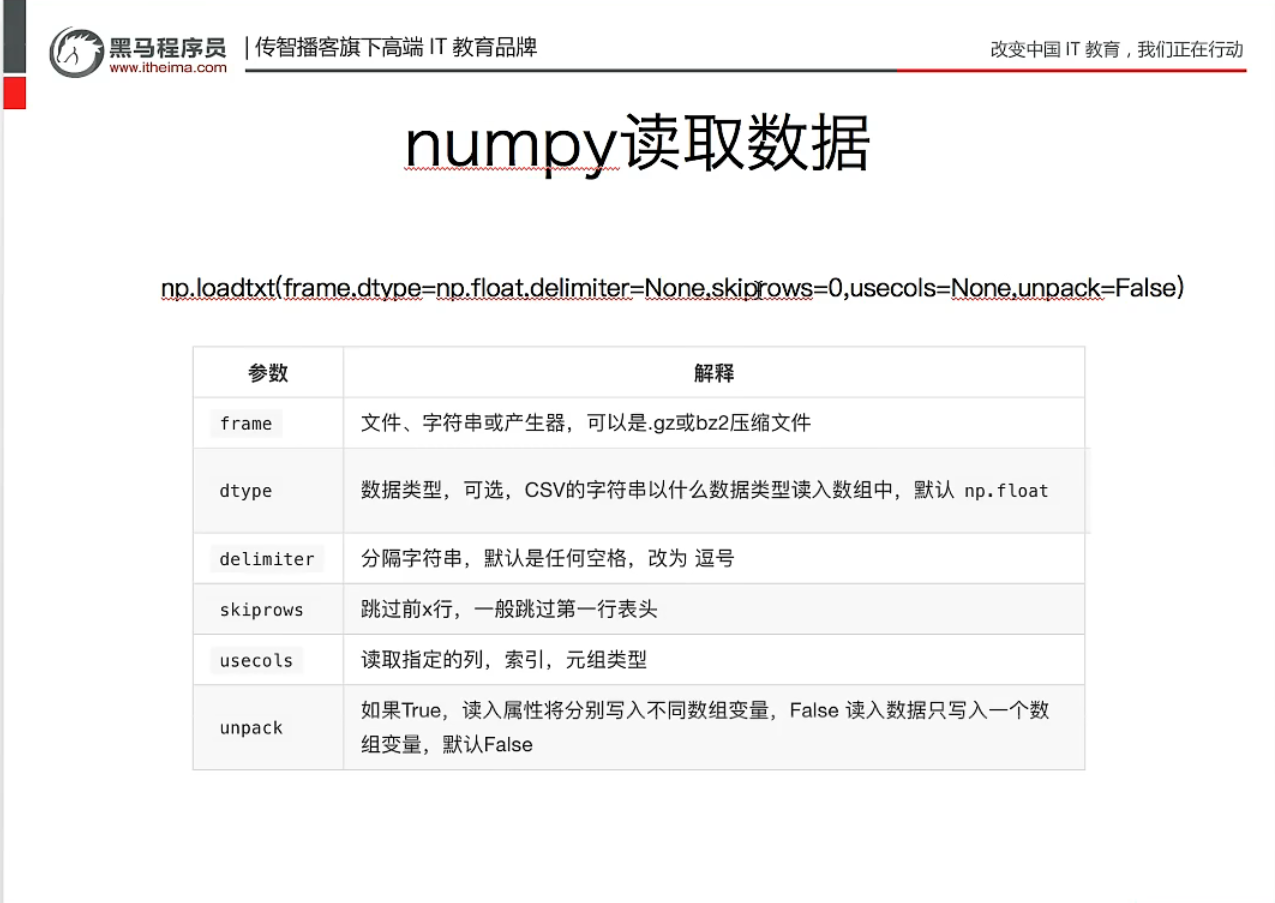 黑马程序员
www.itheima.com
传智播客旗下高端 IT 教育品牌
改变中国 IT 教育，我们正在行动
numpy读取数据
np.loadtxt(frame,dtype=np.float,delimiter=None,skiprows=0,usecols=None,unpack=False)
参数 解释
frame 文件、字符串或产生器，可以是.gz或bz2压缩文件
dtype 数据类型，可选，CSV的字符串以什么数据类型读入数组中，默认 np.float
delimiter 分隔字符串，默认是任何空格，改为 逗号
skiprows 跳过前x行，一般跳过第一行表头
usecols 读取指定的列，索引，元组类型
unpack 如果True，读入属性将分别写入不同数组变量，False 读入数据只写入一个数
组变量，默认False